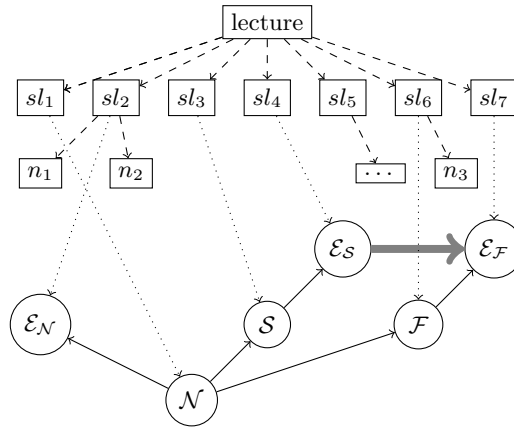 lecture
sl₁ sl₂ sl₃ sl₄ sl₅ sl₆ sl₇
n₁ n₂ ⋯ n₃
ℰ_𝒮 ℰ_ℱ
ℰ_𝒩 𝒮 ℱ
𝒩